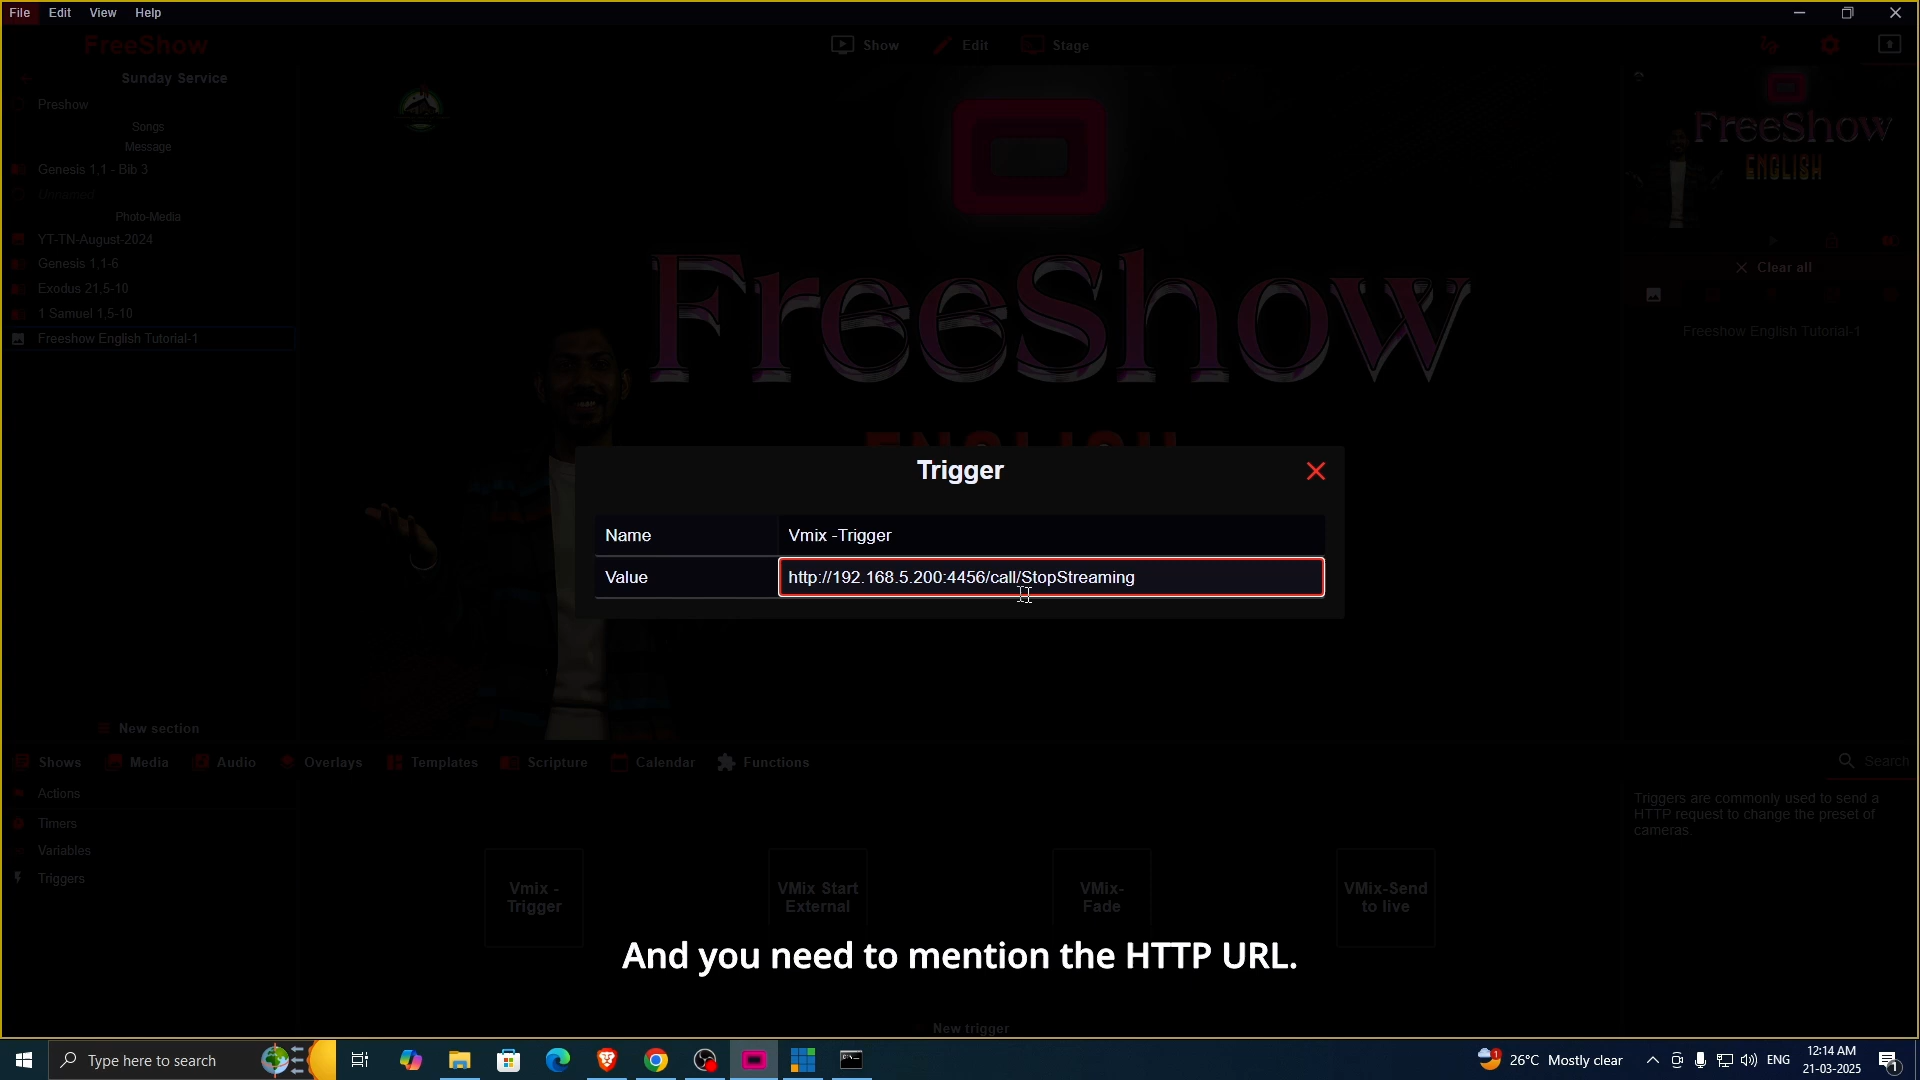 File Edit View Help
FreeShow
Show Edit Stage
Sunday Service
Preshow
Songs
Message
Genesis 1,1 - Bib 3
Unnamed
Photo-Media
YT-TN-August-2024
Genesis 1,1-6
Exodus 21,5-10
1 Samuel 1,5-10
Freeshow English Tutorial-1
New section
FreeShow
ENGLISH
FreeShow
ENGLISH
Clear all
Freeshow English Tutorial-1
Trigger
Name Vmix -Trigger
Value http://192.168.5.200:4456/call/StopStreaming
Shows Media Audio Overlays Templates Scripture Calendar Functions
Search
Actions
Timers
Variables
Triggers
Vmix -
Trigger
VMix Start
External
VMix-
Fade
VMix-Send
to live
Triggers are commonly used to send a
HTTP request to change the preset of
cameras.
And you need to mention the HTTP URL.
New trigger
Type here to search
1
26°C Mostly clear
ENG
12:14 AM
21-03-2025
1